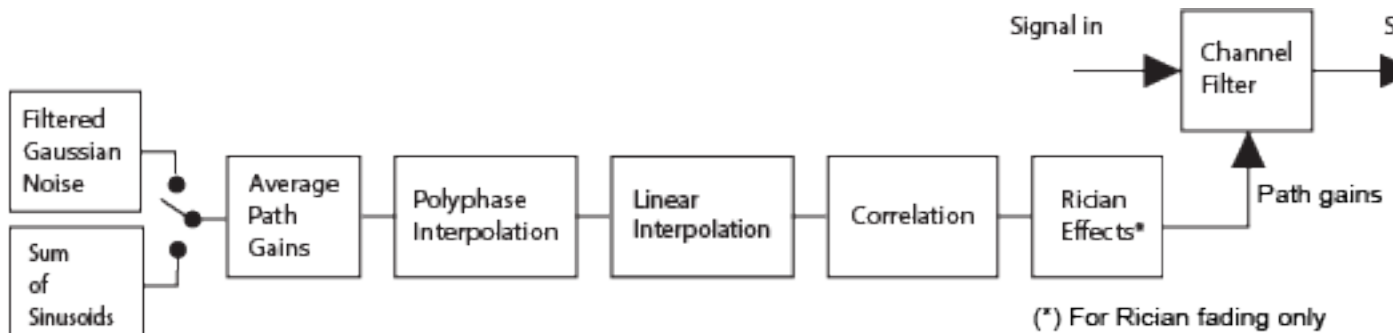 Signal in
S
Channel
Filter
Filtered
Gaussian
Noise
Average
Path
Gains
Polyphase
Interpolation
Linear
Interpolation
Correlation
Rician
Effects*
Path gains
Sum
of
Sinusoids
(*) For Rician fading only